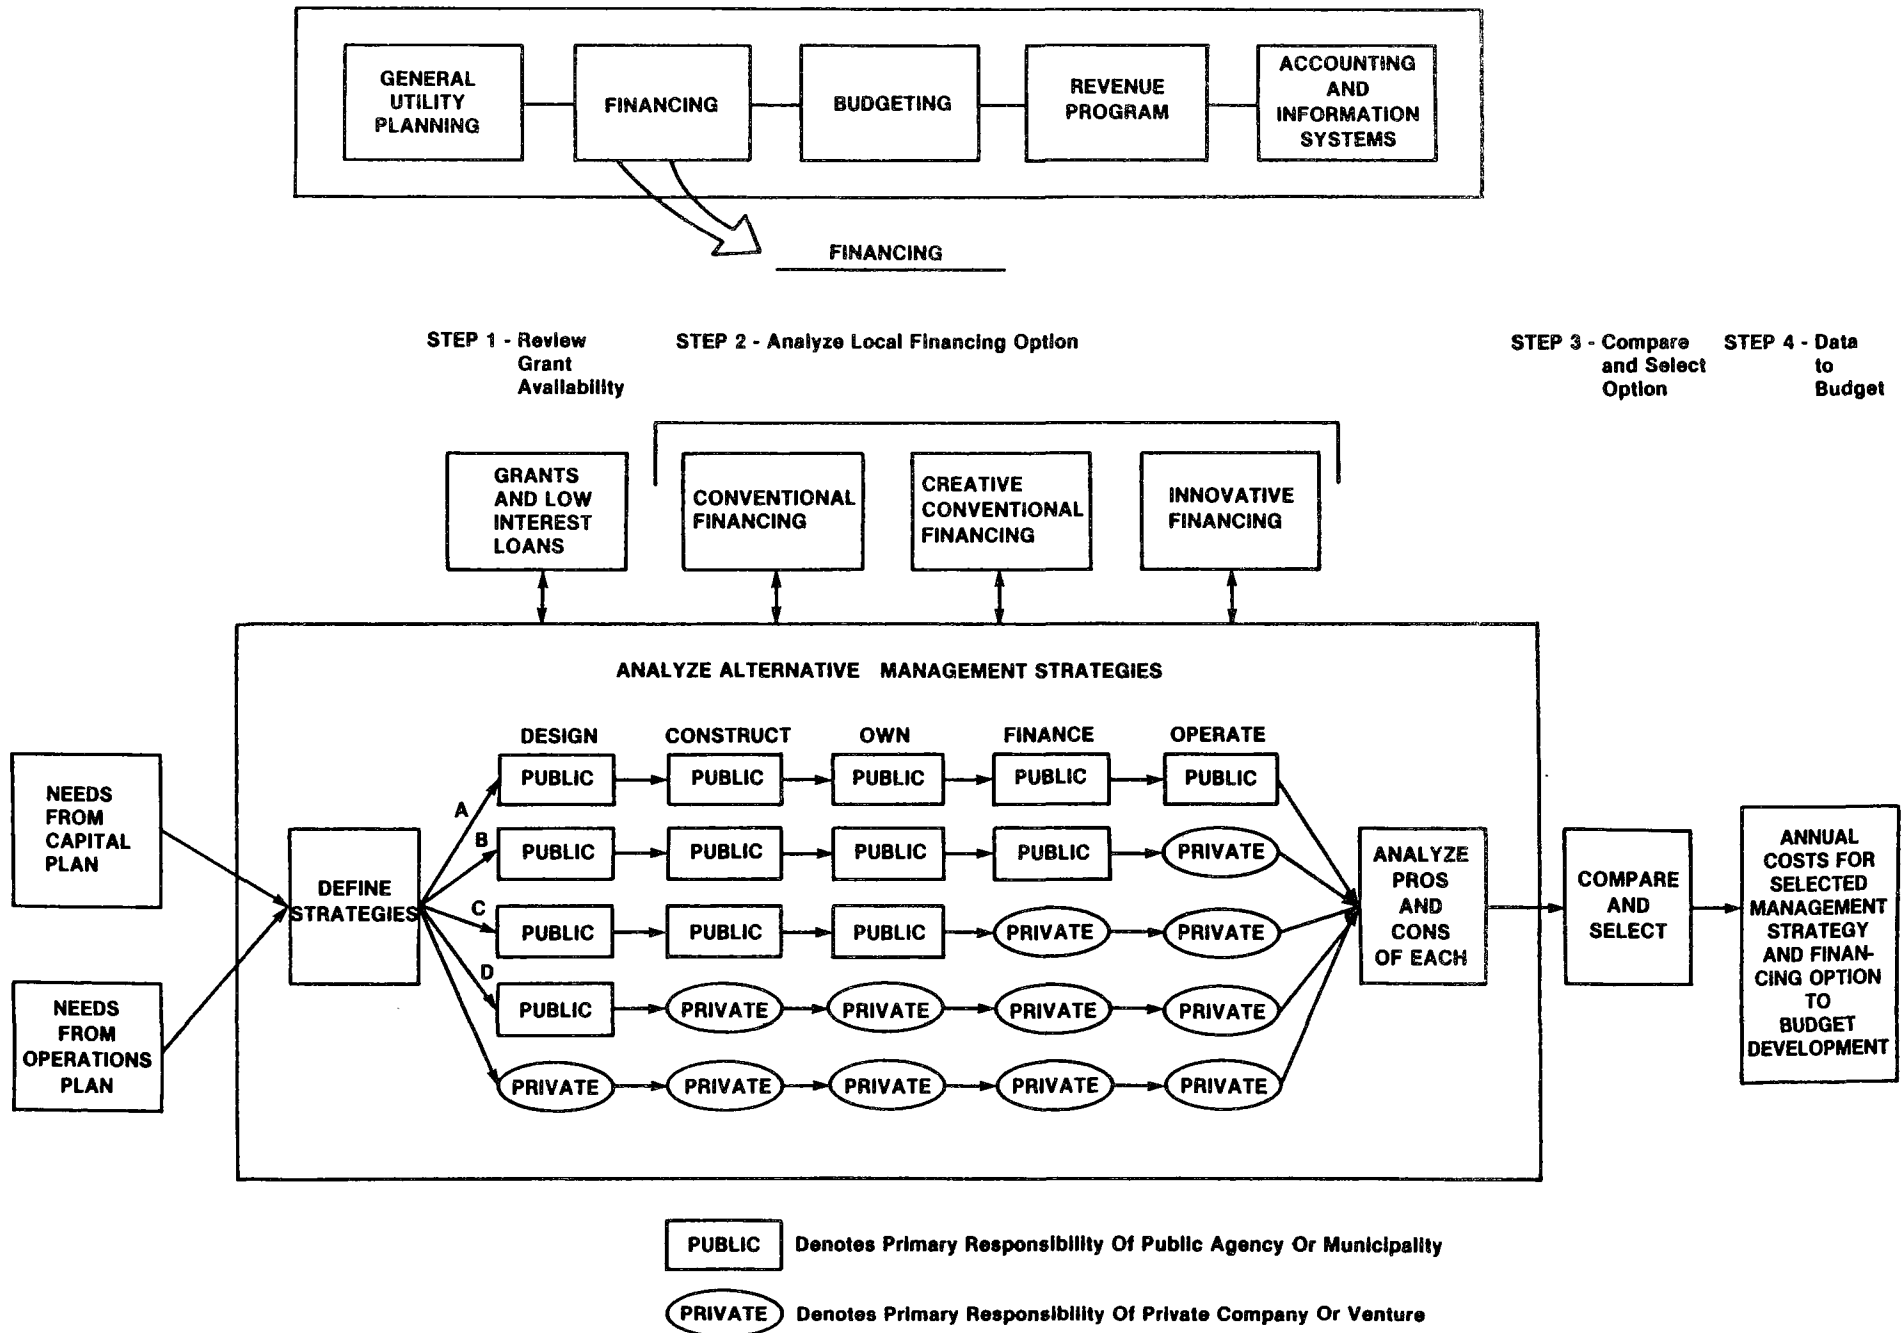 GENERAL
UTILITY
PLANNING
FINANCING
BUDGETING
REVENUE
PROGRAM
ACCOUNTING
AND
INFORMATION
SYSTEMS
FINANCING
STEP 1 - Review
Grant
Availability
STEP 2 - Analyze Local Financing Option
STEP 3 - Compare
and Select
Option
STEP 4 - Data
to
Budget
GRANTS
AND LOW
INTEREST
LOANS
CONVENTIONAL
FINANCING
CREATIVE
CONVENTIONAL
FINANCING
INNOVATIVE
FINANCING
ANALYZE ALTERNATIVE MANAGEMENT STRATEGIES
NEEDS
FROM
CAPITAL
PLAN
NEEDS
FROM
OPERATIONS
PLAN
DEFINE
STRATEGIES
DESIGN CONSTRUCT OWN FINANCE OPERATE
A PUBLIC PUBLIC PUBLIC PUBLIC PUBLIC
B PUBLIC PUBLIC PUBLIC PUBLIC PRIVATE
C PUBLIC PUBLIC PUBLIC PRIVATE PRIVATE
D PUBLIC PRIVATE PRIVATE PRIVATE PRIVATE
PRIVATE PRIVATE PRIVATE PRIVATE PRIVATE
ANALYZE
PROS
AND
CONS
OF EACH
COMPARE
AND
SELECT
ANNUAL
COSTS FOR
SELECTED
MANAGEMENT
STRATEGY
AND FINAN-
CING OPTION
TO
BUDGET
DEVELOPMENT
PUBLIC Denotes Primary Responsibility Of Public Agency Or Municipality
PRIVATE Denotes Primary Responsibility Of Private Company Or Venture